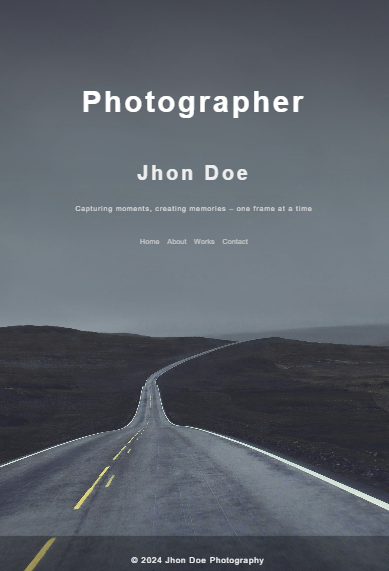 Photographer
Jhon Doe
Capturing moments, creating memories – one frame at a time
Home About Works Contact
© 2024 Jhon Doe Photography